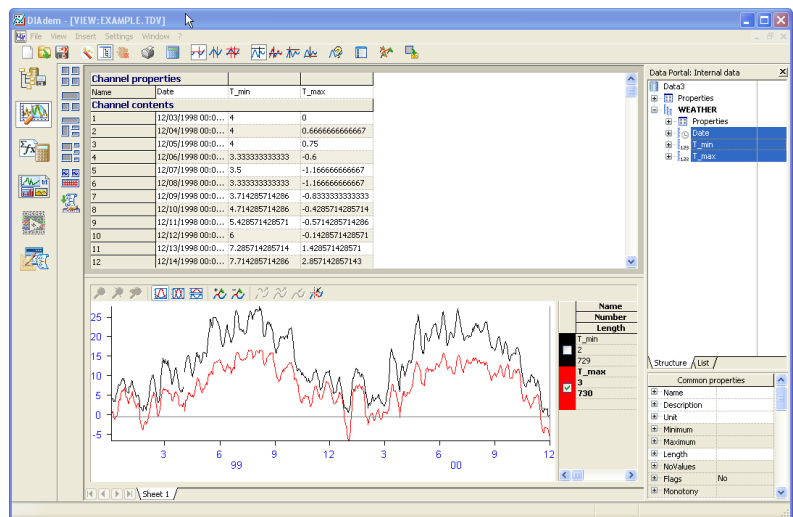 DIAdem - [VIEW:EXAMPLE.TDV]
File View Insert Settings Window ?
Channel properties
Name Date T_min T_max
Channel contents
1 12/03/1998 00:0... 4 0
2 12/04/1998 00:0... 4 0.6666666666667
3 12/05/1998 00:0... 4 0.75
4 12/06/1998 00:0... 3.333333333333 -0.6
5 12/07/1998 00:0... 3.5 -1.166666666667
6 12/08/1998 00:0... 3.333333333333 -1.166666666667
7 12/09/1998 00:0... 3.714285714286 -0.8333333333333
8 12/10/1998 00:0... 4.714285714286 -0.4285714285714
9 12/11/1998 00:0... 5.428571428571 -0.5714285714286
10 12/12/1998 00:0... 6 -0.1428571428571
11 12/13/1998 00:0... 7.285714285714 1.428571428571
12 12/14/1998 00:0... 7.714285714286 2.857142857143
25
20
15
10
5
0
-5
3 6 9 12 3 6 9 12
99 00
Name
Number
Length
T_min
2
729
T_max
3
730
Sheet 1
Data Portal: Internal data
Data3
Properties
WEATHER
Properties
Date
T_min
T_max
Structure List
Common properties
Name
Description
Unit
Minimum
Maximum
Length
NoValues
Flags No
Monotony